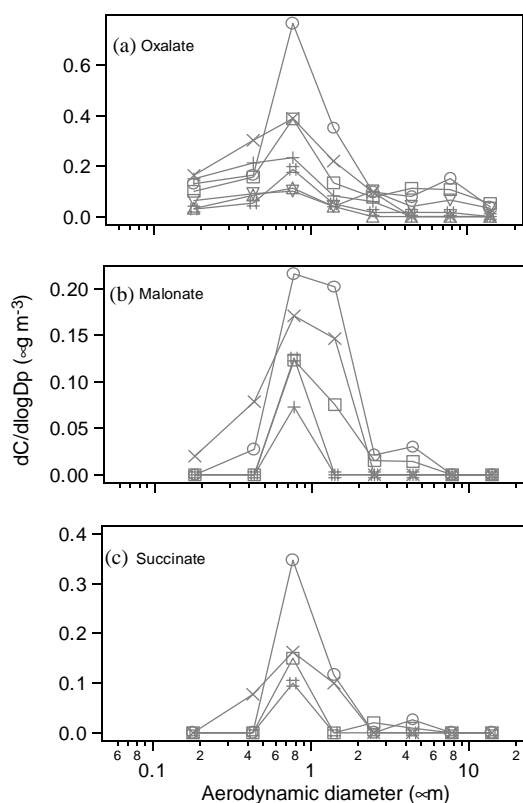 (a) Oxalate
0.6
0.4
0.2
0.0
(b) Malonate
0.20
0.15
0.10
0.05
0.00
dC/dlogDp (∝g m-3)
(c) Succinate
0.4
0.3
0.2
0.1
0.0
6 8 2 4 6 8 2 4 6 8 2
0.1 1 10
Aerodynamic diameter (∝m)